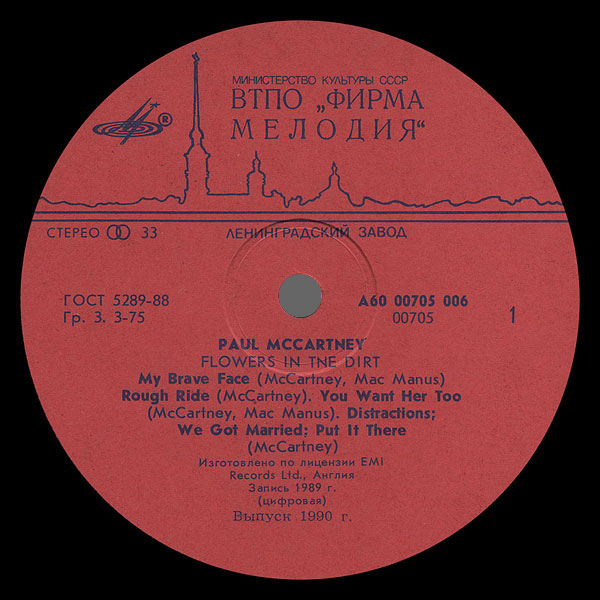 МИНИСТЕРСТВО КУЛЬТУРЫ СССР
ВТПО „ФИРМА
МЕЛОДИЯ“
®
СТЕРЕО 33
ЛЕНИНГРАДСКИЙ ЗАВОД
ГОСТ 5289-88
Гр. 3. 3-75
А60 00705 006
00705
1
PAUL MCCARTNEY
FLOWERS IN TNE DIRT
My Brave Face (McCartney, Mac Manus)
Rough Ride (McCartney). You Want Her Too
(McCartney, Mac Manus). Distractions;
We Got Married; Put It There
(McCartney)
Изготовлено по лицензии EMI
Records Ltd., Англия
Запись 1989 г.
(цифровая)
Выпуск 1990 г.